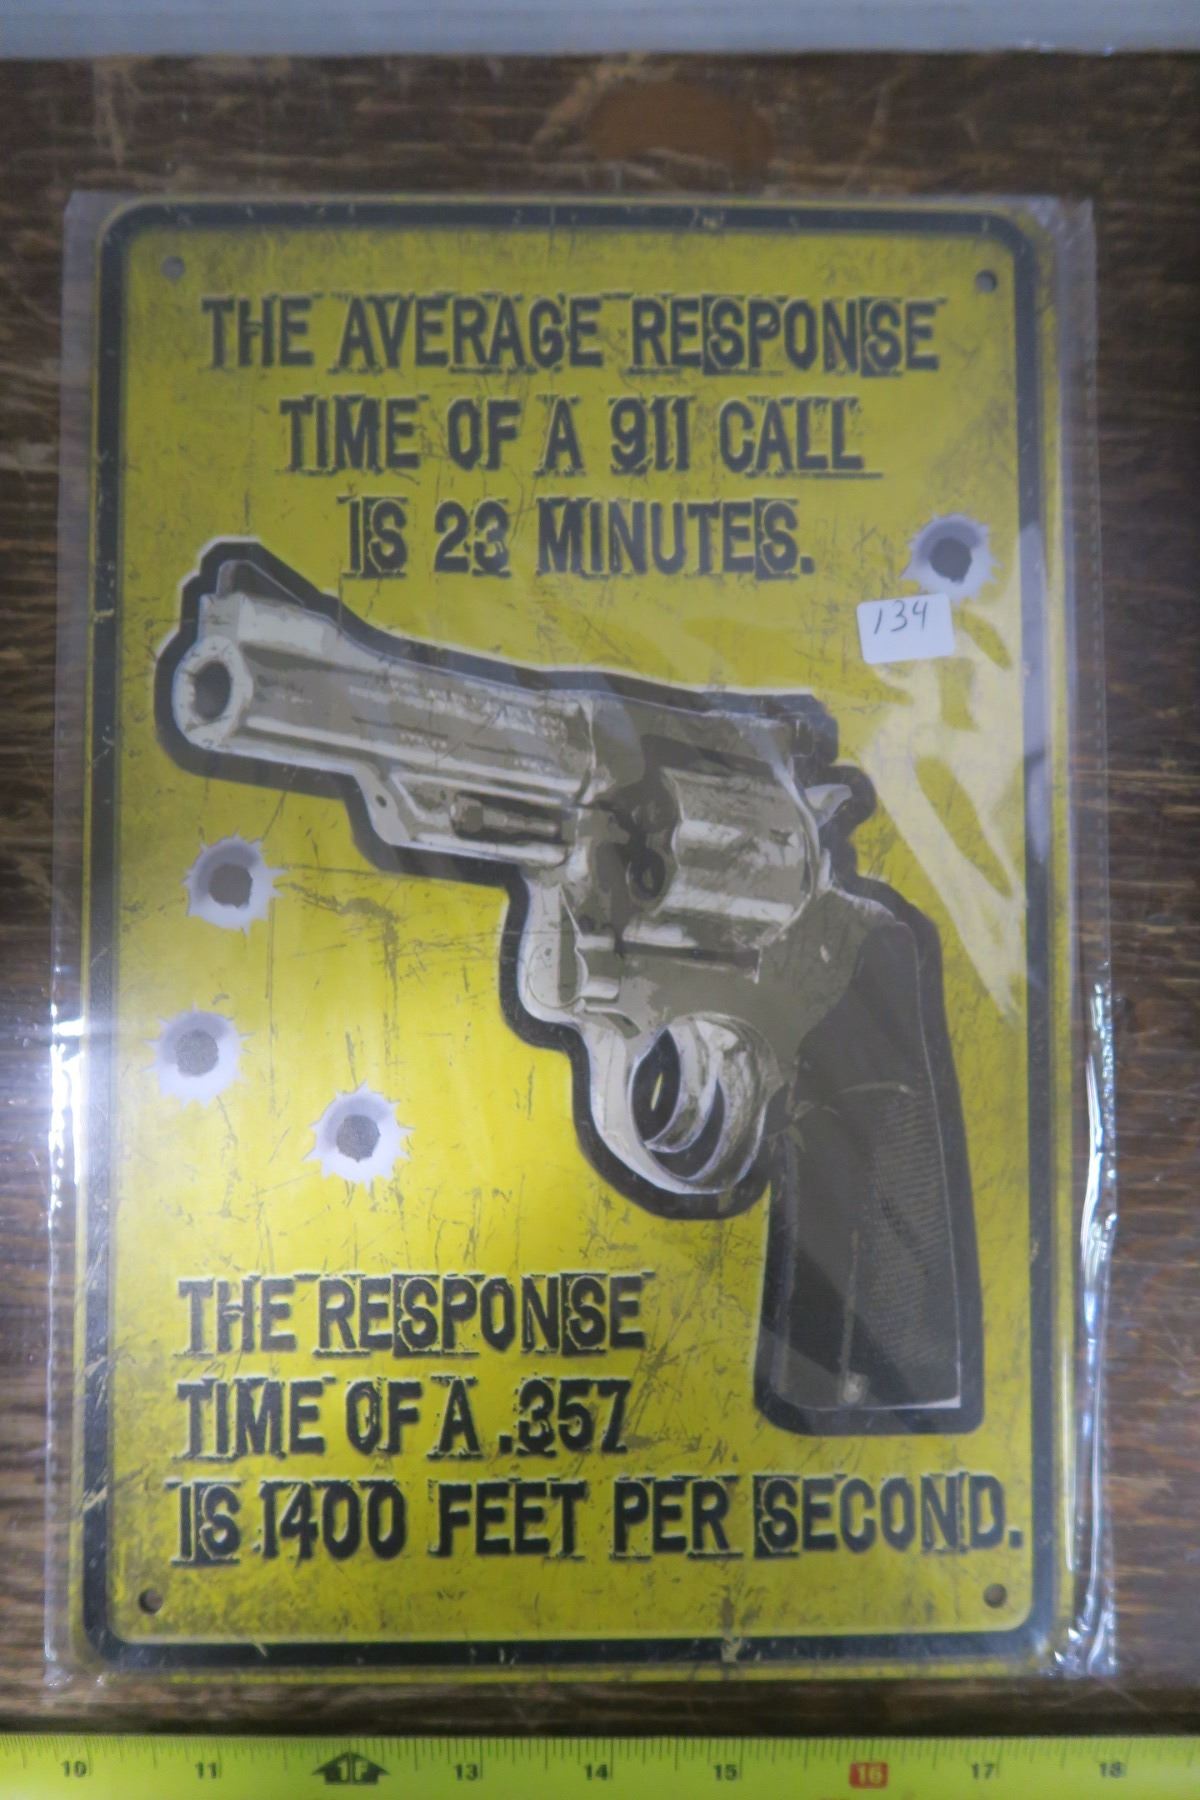 THE AVERAGE RESPONSE
TIME OF A 911 CALL
IS 23 MINUTES.
134
THE RESPONSE
TIME OF A .357
IS 1400 FEET PER SECOND.
10 11 1F 13 14 15 16 17 18